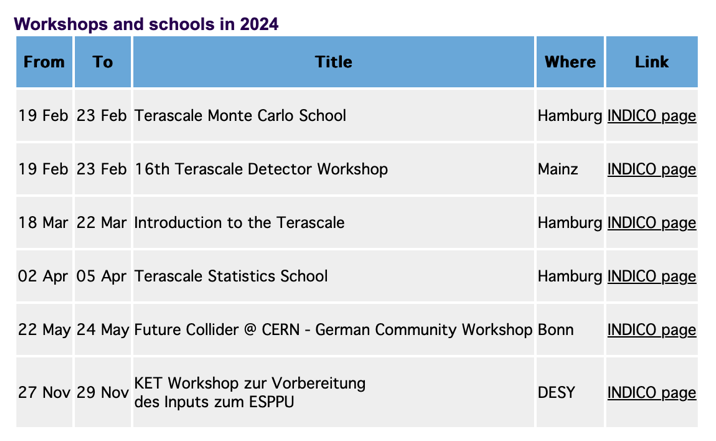 Workshops and schools in 2024
From To Title Where Link
19 Feb 23 Feb Terascale Monte Carlo School Hamburg INDICO page
19 Feb 23 Feb 16th Terascale Detector Workshop Mainz INDICO page
18 Mar 22 Mar Introduction to the Terascale Hamburg INDICO page
02 Apr 05 Apr Terascale Statistics School Hamburg INDICO page
22 May 24 May Future Collider @ CERN - German Community Workshop Bonn INDICO page
27 Nov 29 Nov KET Workshop zur Vorbereitung
des Inputs zum ESPPU DESY INDICO page